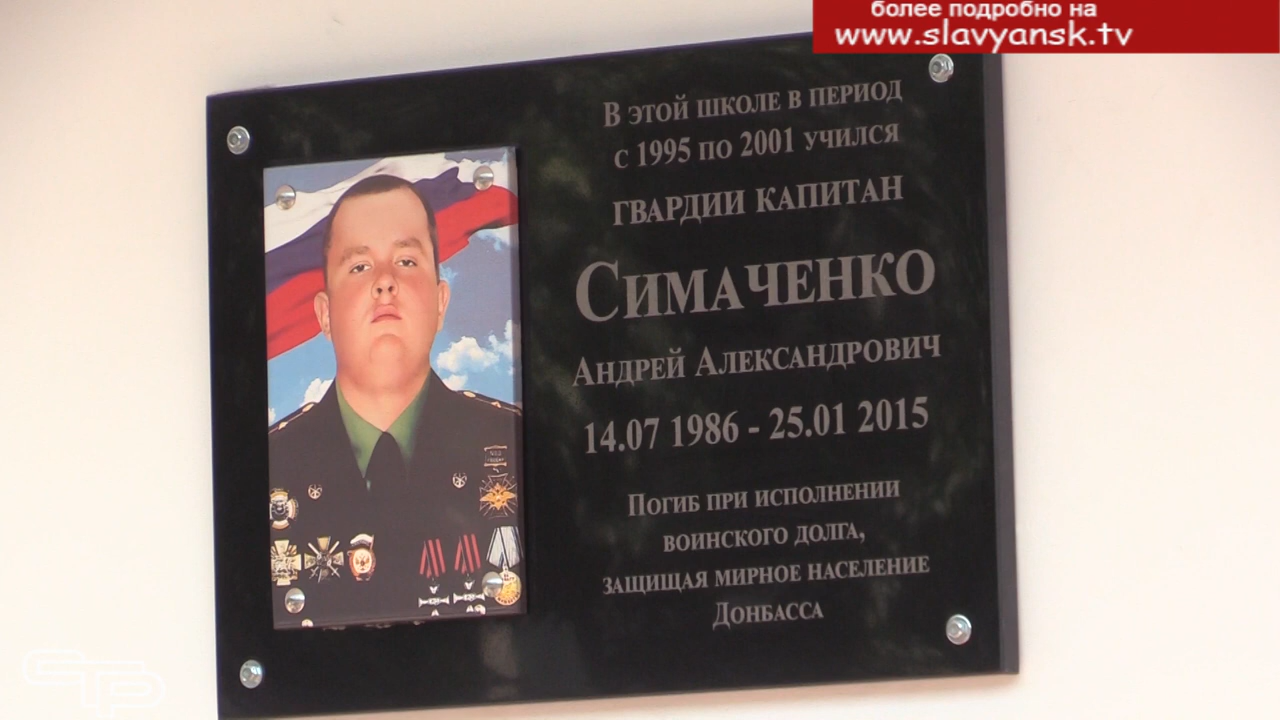 более подробно на
www.slavyansk.tv
В этой школе в период
с 1995 по 2001 учился
гвардии капитан
Симаченко
Андрей Александрович
14.07 1986 - 25.01 2015
Погиб при исполнении
воинского долга,
защищая мирное население
Донбасса
СТР